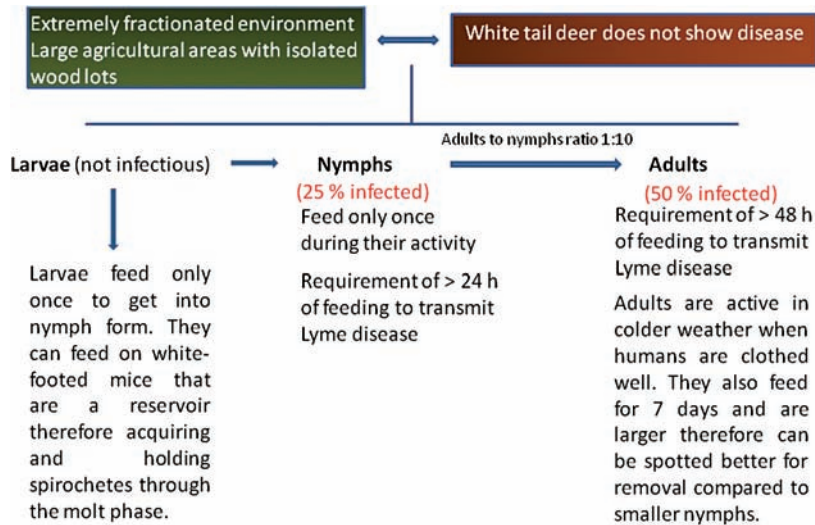 Extremely fractionated environment
Large agricultural areas with isolated
wood lots
White tail deer does not show disease
Adults to nymphs ratio 1:10
Larvae (not infectious)
Nymphs
(25 % infected)
Feed only once
during their activity
Requirement of > 24 h
of feeding to transmit
Lyme disease
Adults
(50 % infected)
Requirement of > 48 h
of feeding to transmit
Lyme disease
Adults are active in
colder weather when
humans are clothed
well. They also feed
for 7 days and are
larger therefore can
be spotted better for
removal compared to
smaller nymphs.
Larvae feed only
once to get into
nymph form. They
can feed on white-
footed mice that
are a reservoir
therefore acquiring
and holding
spirochetes through
the molt phase.